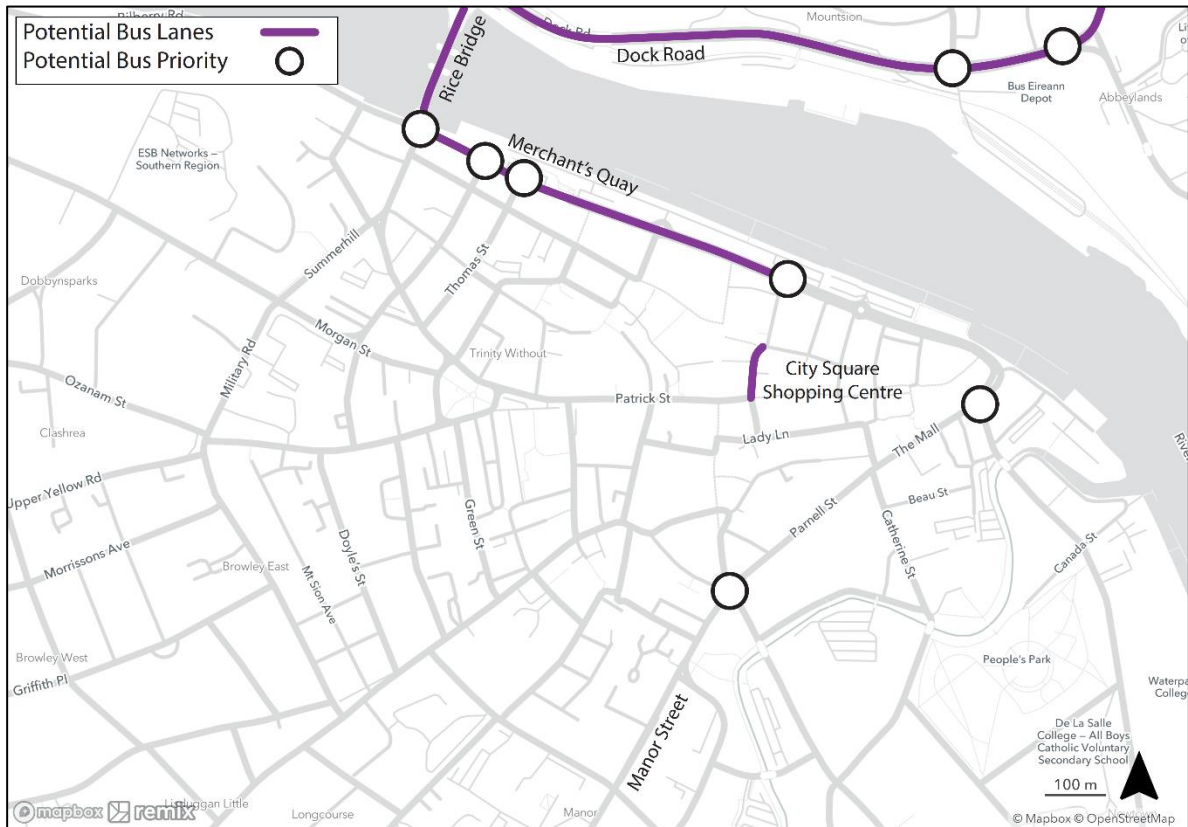 Potential Bus Lanes
Potential Bus Priority
Bilberry Rd
Rice Bridge
Dock Rd
Dock Road
Mountsion
Bus Eireann
Depot
Abbeylands
ESB Networks –
Southern Region
Merchant's Quay
Summerhill
Thomas St
Dobbynsparks
Morgan St
Military Rd
Trinity Without
Ozanam St
Clashrea
Patrick St
City Square
Shopping Centre
Lady Ln
The Mall
Upper Yellow Rd
Beau St
Parnell St
Catherine St
Canada St
Green St
Doyle's St
Morrissons Ave
Browley East
Mt Sion Ave
Browley West
Griffith Pl
People's Park
College
Manor Street
De La Salle
College – All Boys
Catholic Voluntary
Secondary School
100 m
Longcourse
Manor
mapbox remix
© Mapbox © OpenStreetMap